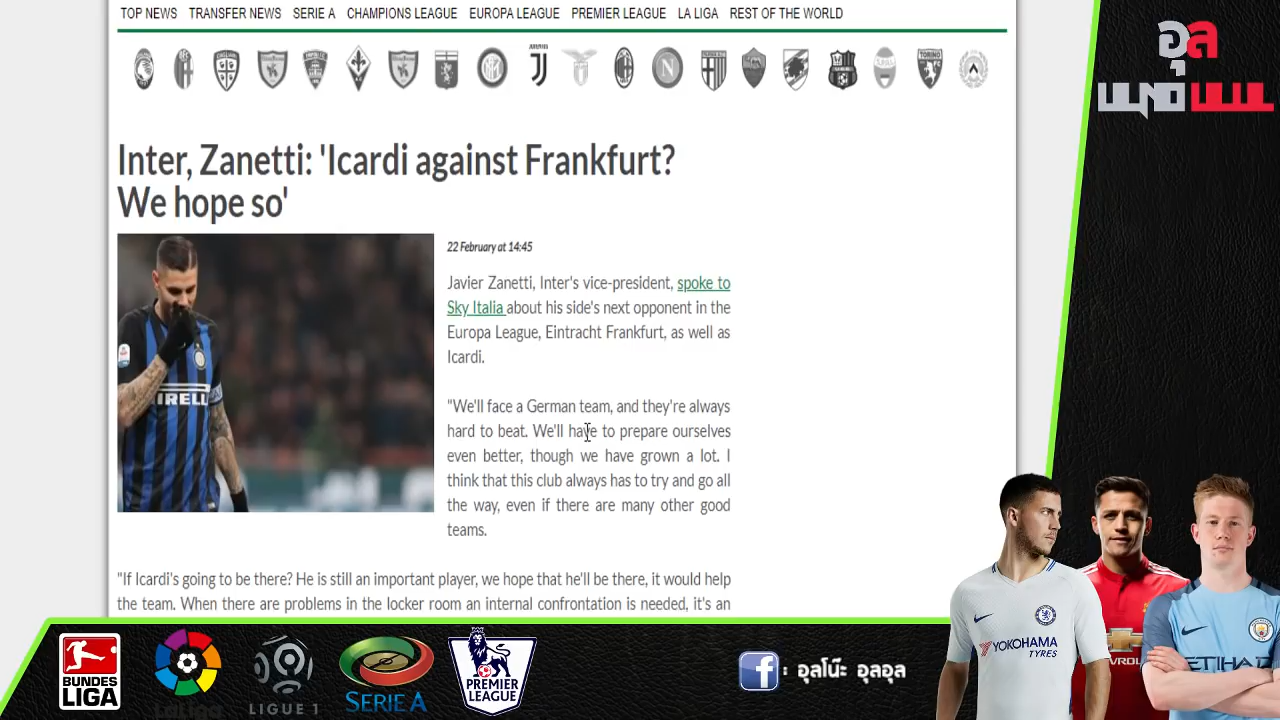 TOP NEWS TRANSFER NEWS SERIE A CHAMPIONS LEAGUE EUROPA LEAGUE PREMIER LEAGUE LA LIGA REST OF THE WORLD
Inter, Zanetti: 'Icardi against Frankfurt?
We hope so'
22 February at 14:45
Javier Zanetti, Inter's vice-president, spoke to
Sky Italia about his side's next opponent in the
Europa League, Eintracht Frankfurt, as well as
Icardi.
"We'll face a German team, and they're always
hard to beat. We'll have to prepare ourselves
even better, though we have grown a lot. I
think that this club always has to try and go all
the way, even if there are many other good
teams.
"If Icardi's going to be there? He is still an important player, we hope that he'll be there, it would help
the team. When there are problems in the locker room an internal confrontation is needed, it's an
IRELL
JUVENTUS
TORINO
อุล
YOKOHAMA
TYRES
ETIHAD
BUNDES
LIGA
LaLiga
LIGUE 1
SERIE A
PREMIER
LEAGUE
f : อุลโน๊ะ อุลอุล